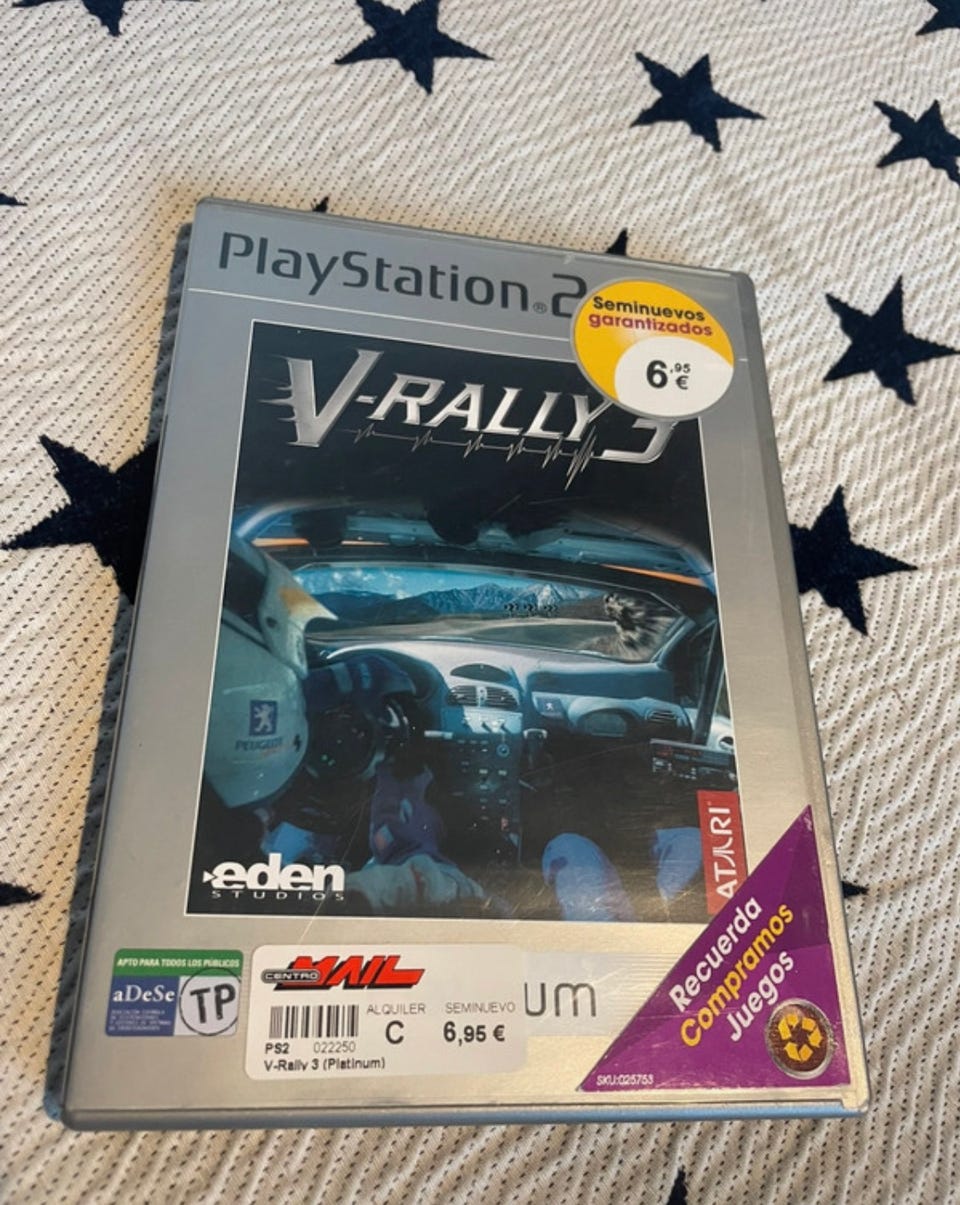 PlayStation®2
Seminuevos
garantizados
6,95 €
V-RALLY 3
PEUGEOT
ATARI
eden
STUDIOS
APTO PARA TODOS LOS PÚBLICOS
aDeSe
TP
CENTRO MAIL
ALQUILER
C
SEMINUEVO
6,95 €
PS2 022250
V-Rally 3 (Platinum)
um
Recuerda
Compramos
Juegos
SKU:025753